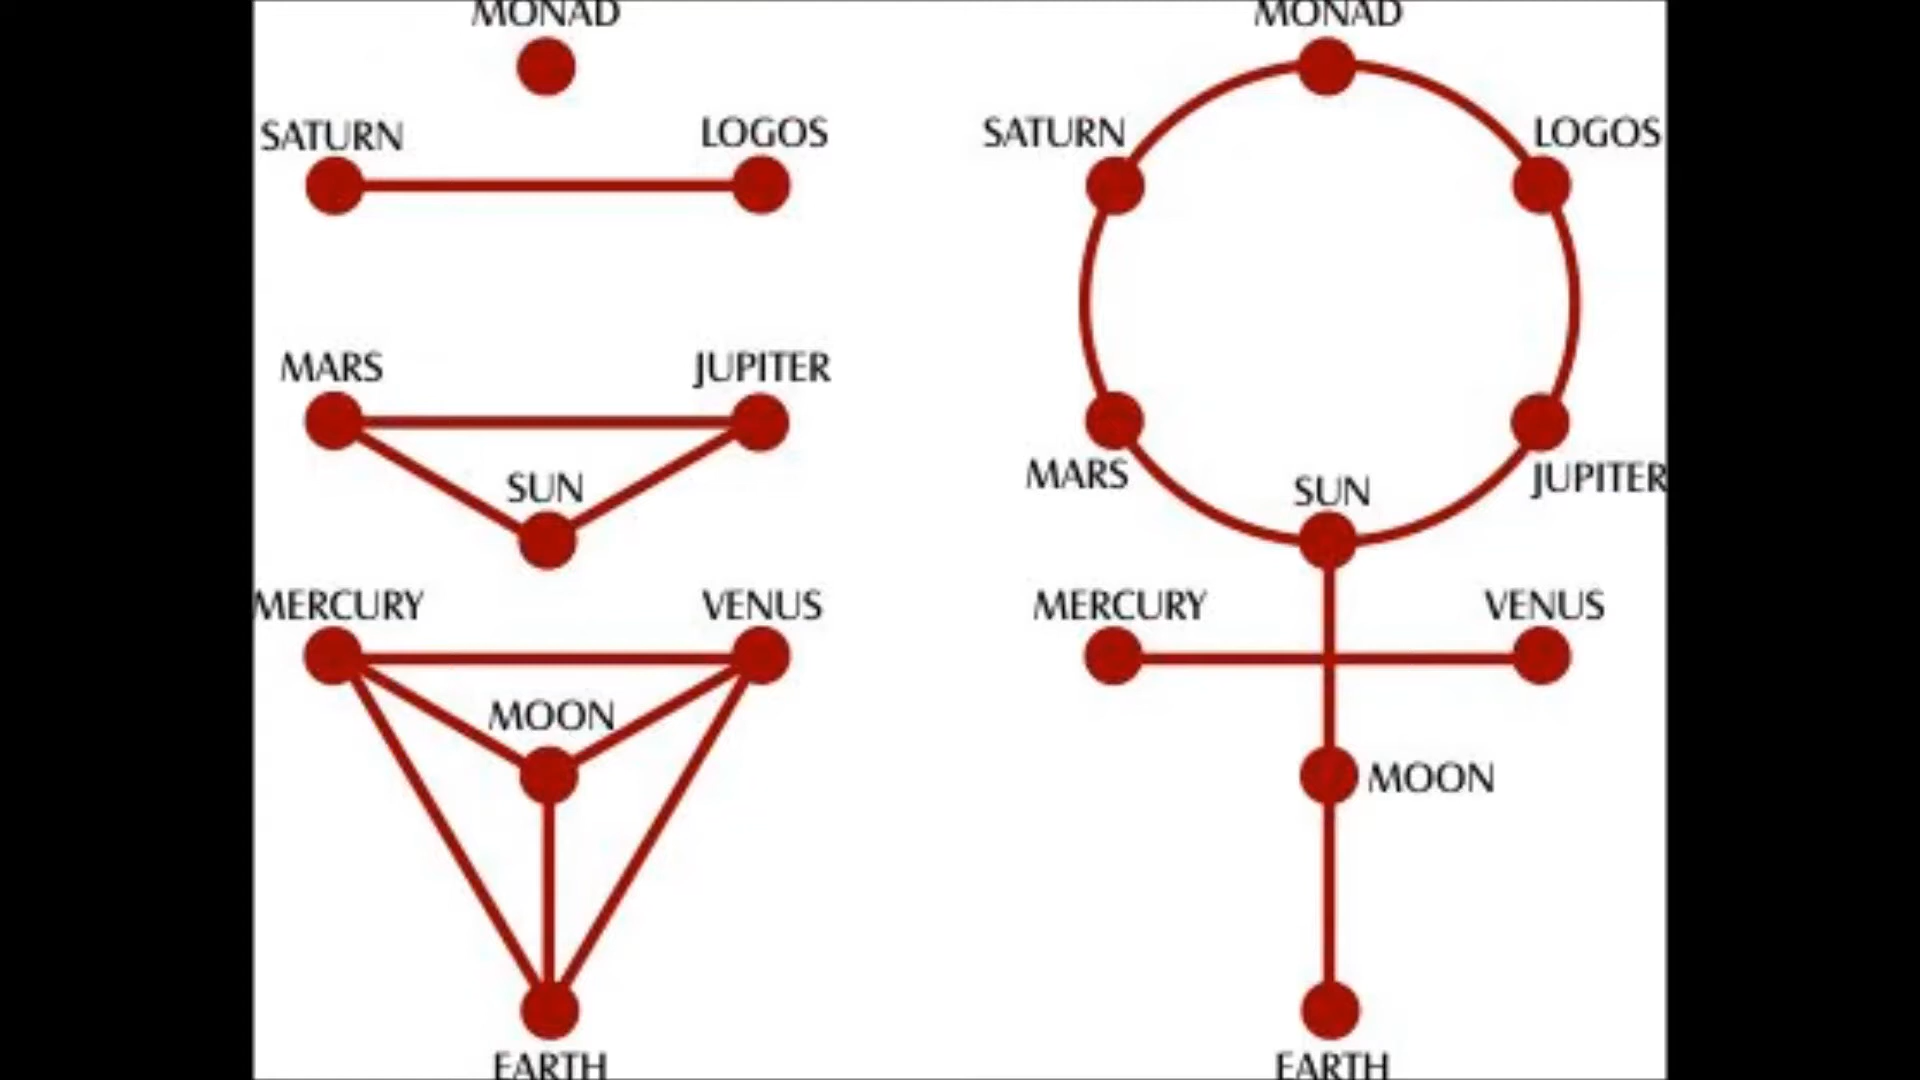 MONAD
SATURN
LOGOS
MARS
JUPITER
SUN
MERCURY
VENUS
MOON
EARTH
MONAD
SATURN
LOGOS
MARS
JUPITER
SUN
MERCURY
VENUS
MOON
EARTH